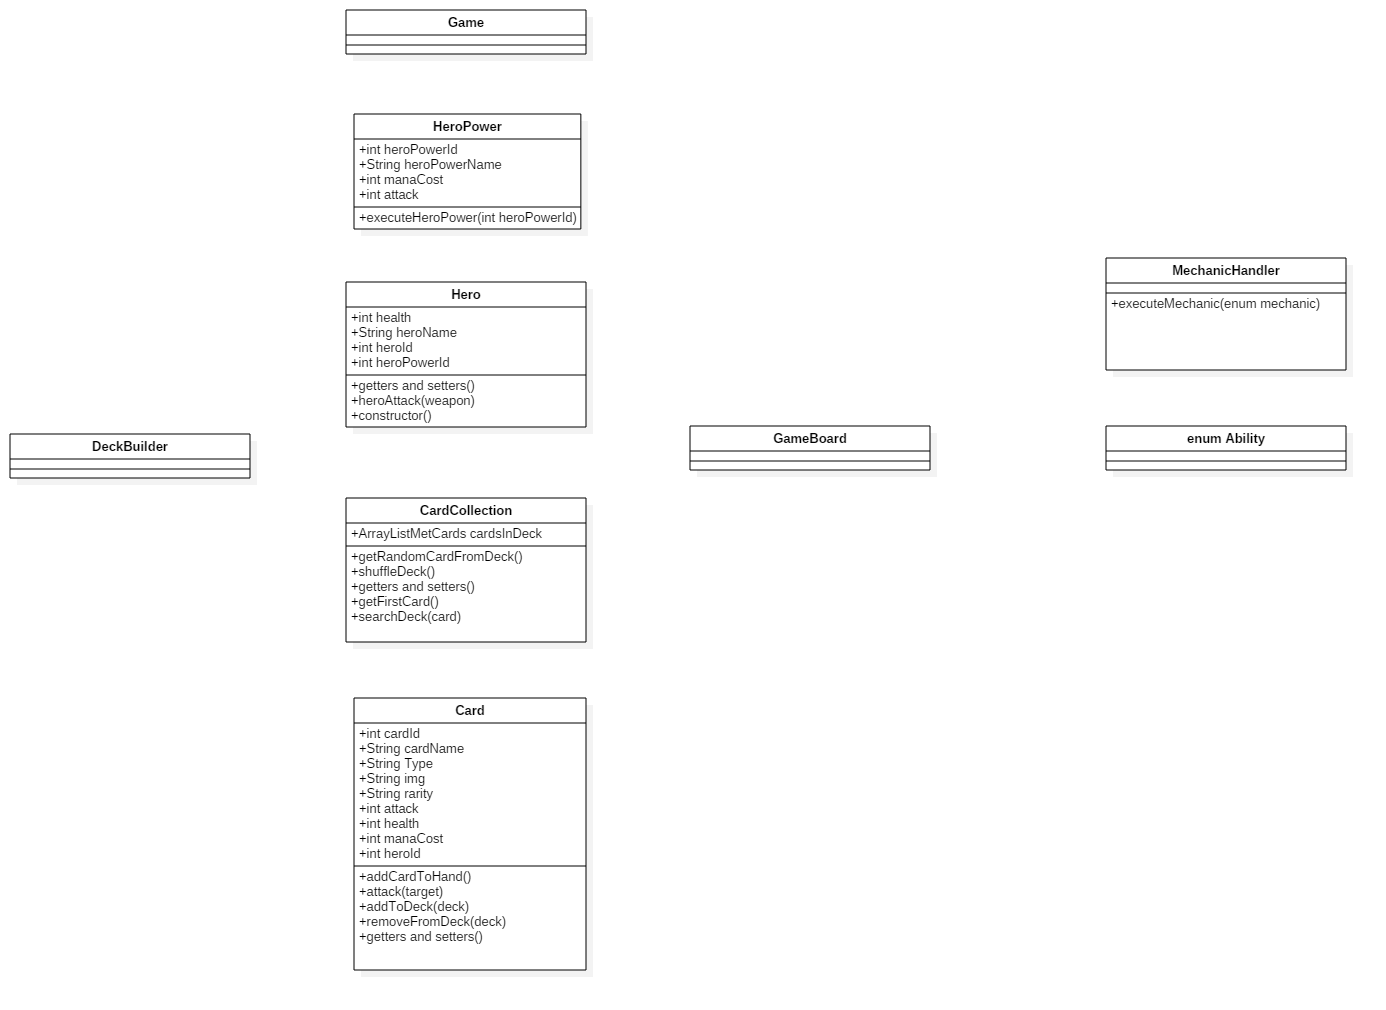 Game
HeroPower
+int heroPowerId
+String heroPowerName
+int manaCost
+int attack
+executeHeroPower(int heroPowerId)
Hero
+int health
+String heroName
+int heroId
+int heroPowerId
+getters and setters()
+heroAttack(weapon)
+constructor()
MechanicHandler
+executeMechanic(enum mechanic)
DeckBuilder
GameBoard
enum Ability
CardCollection
+ArrayListMetCards cardsInDeck
+getRandomCardFromDeck()
+shuffleDeck()
+getters and setters()
+getFirstCard()
+searchDeck(card)
Card
+int cardId
+String cardName
+String Type
+String img
+String rarity
+int attack
+int health
+int manaCost
+int heroId
+addCardToHand()
+attack(target)
+addToDeck(deck)
+removeFromDeck(deck)
+getters and setters()